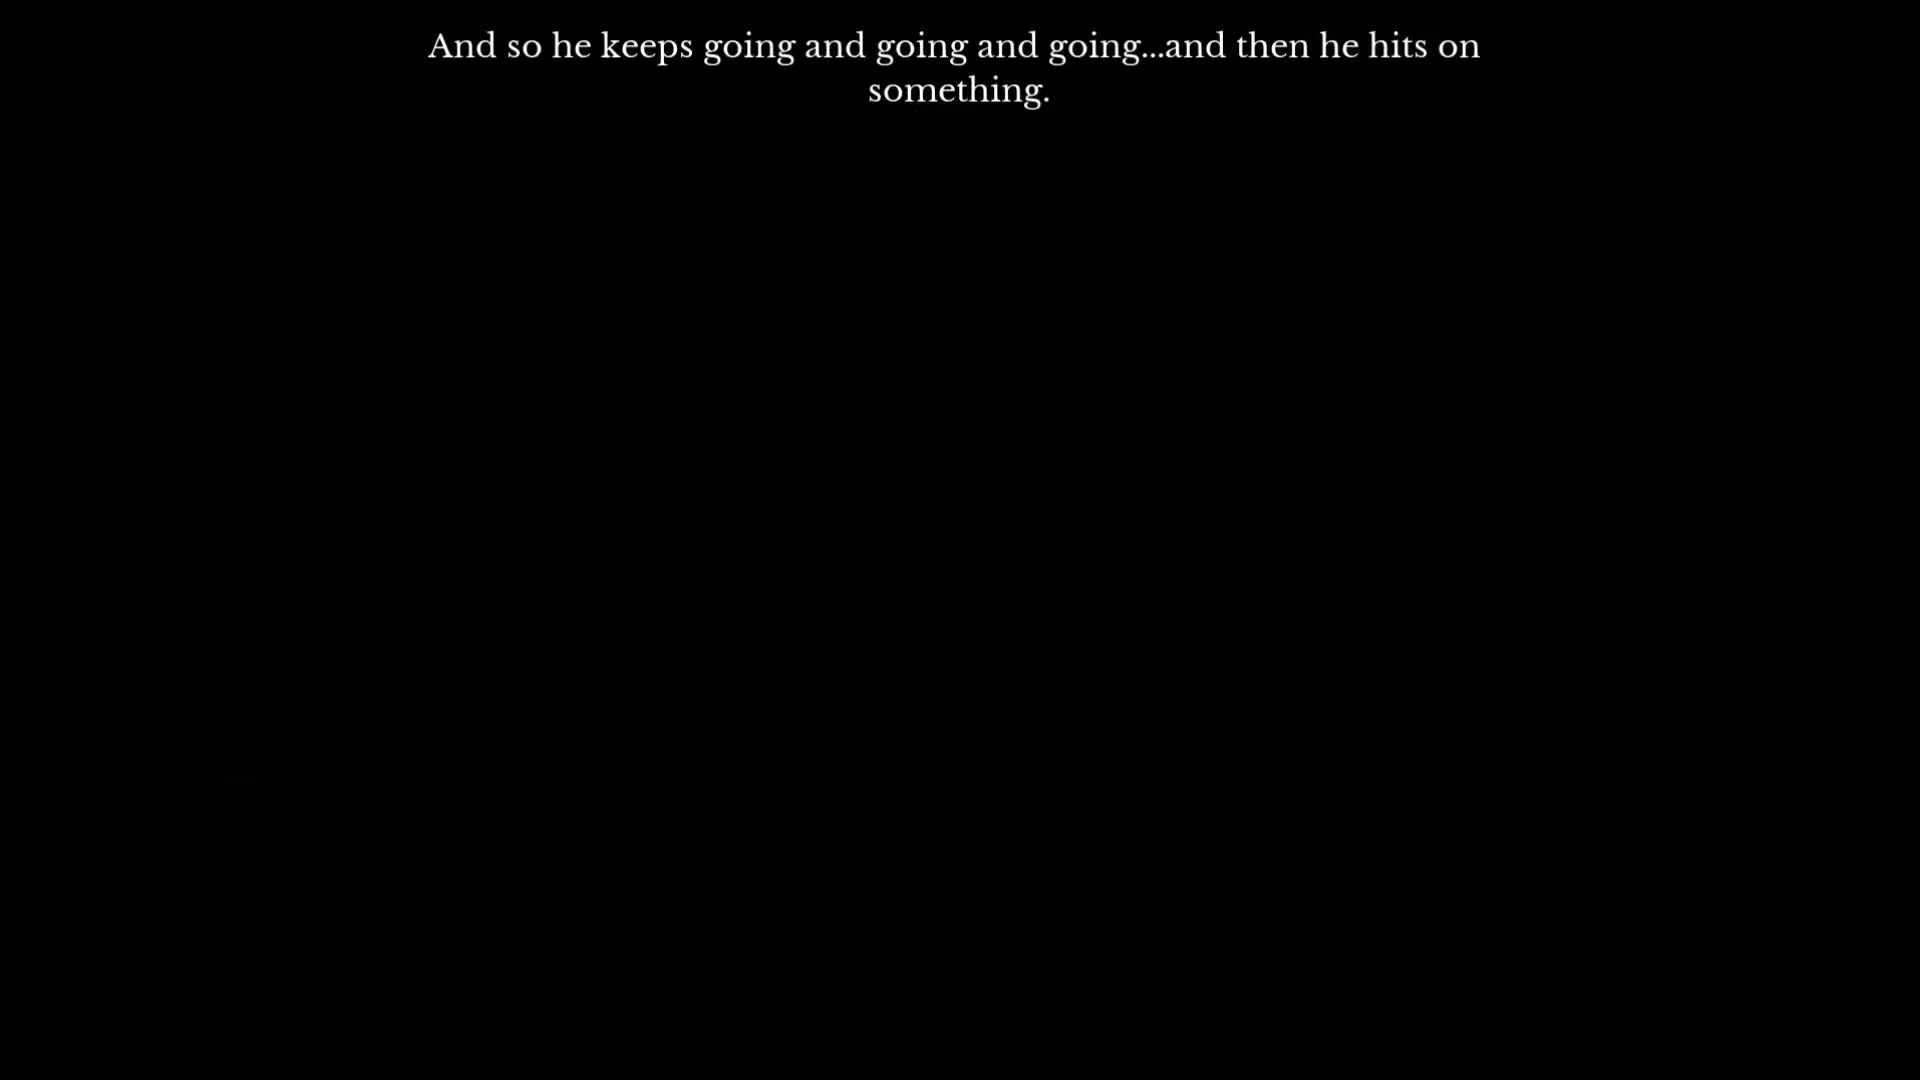 And so he keeps going and going and going...and then he hits on
something.